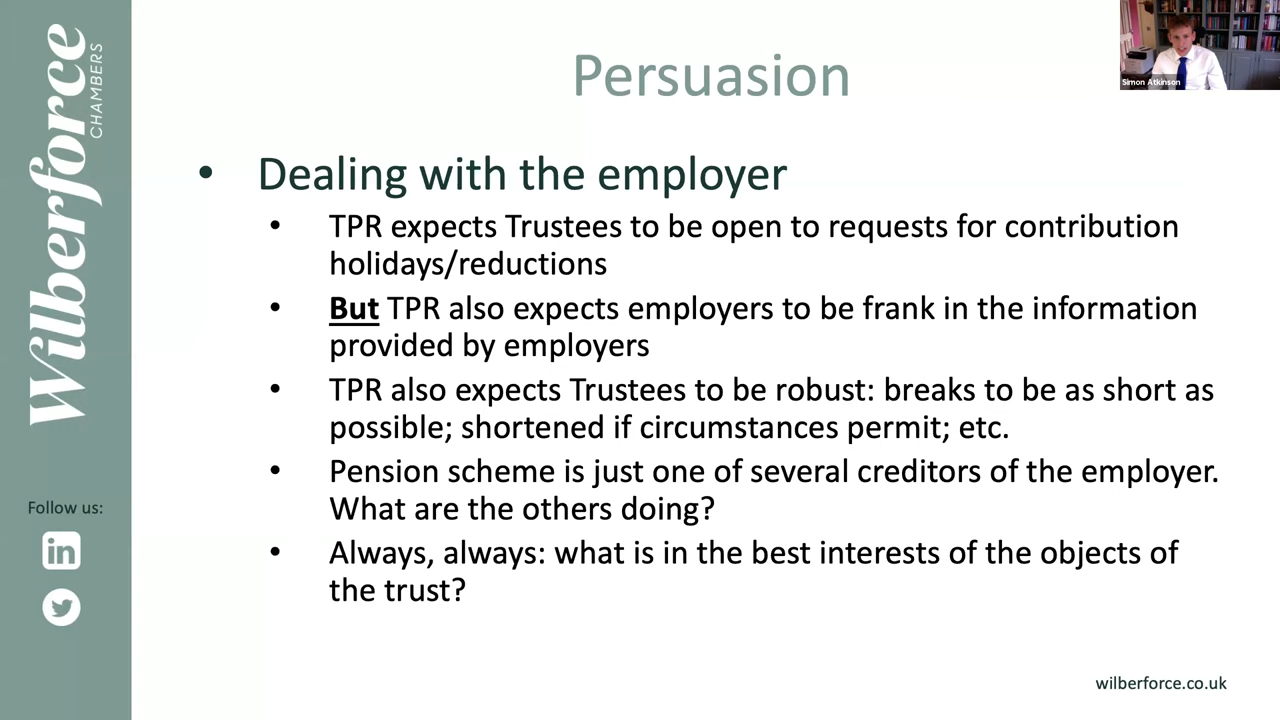 Wilberforce
CHAMBERS
Follow us:
in
Persuasion
Simon Atkinson
• Dealing with the employer
• TPR expects Trustees to be open to requests for contribution
holidays/reductions
• But TPR also expects employers to be frank in the information
provided by employers
• TPR also expects Trustees to be robust: breaks to be as short as
possible; shortened if circumstances permit; etc.
• Pension scheme is just one of several creditors of the employer.
What are the others doing?
• Always, always: what is in the best interests of the objects of
the trust?
wilberforce.co.uk